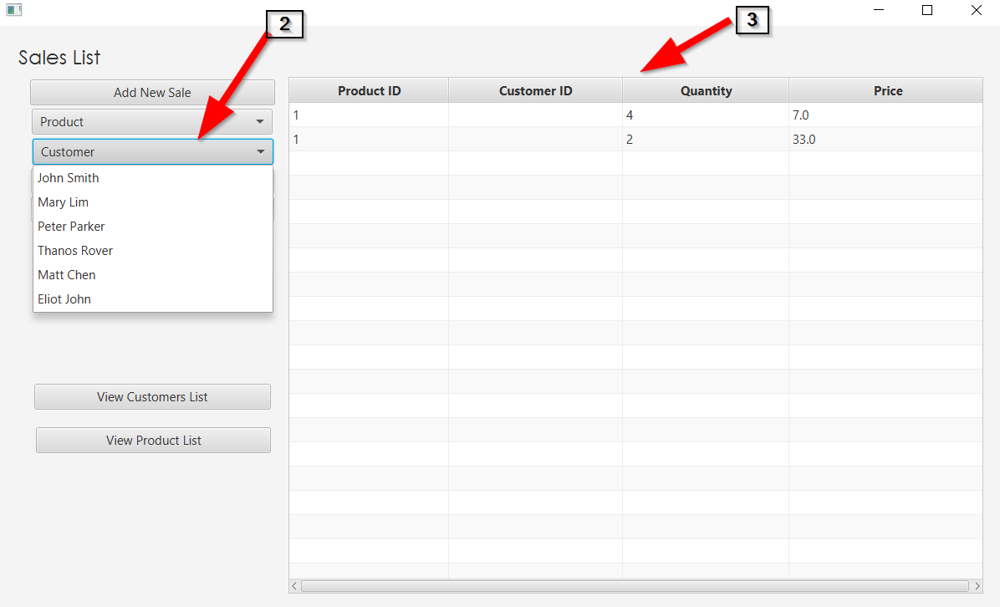 2
3
Sales List
Add New Sale
Product
Customer
John Smith
Mary Lim
Peter Parker
Thanos Rover
Matt Chen
Eliot John
View Customers List
View Product List
Product ID Customer ID Quantity Price
1 4 7.0
1 2 33.0